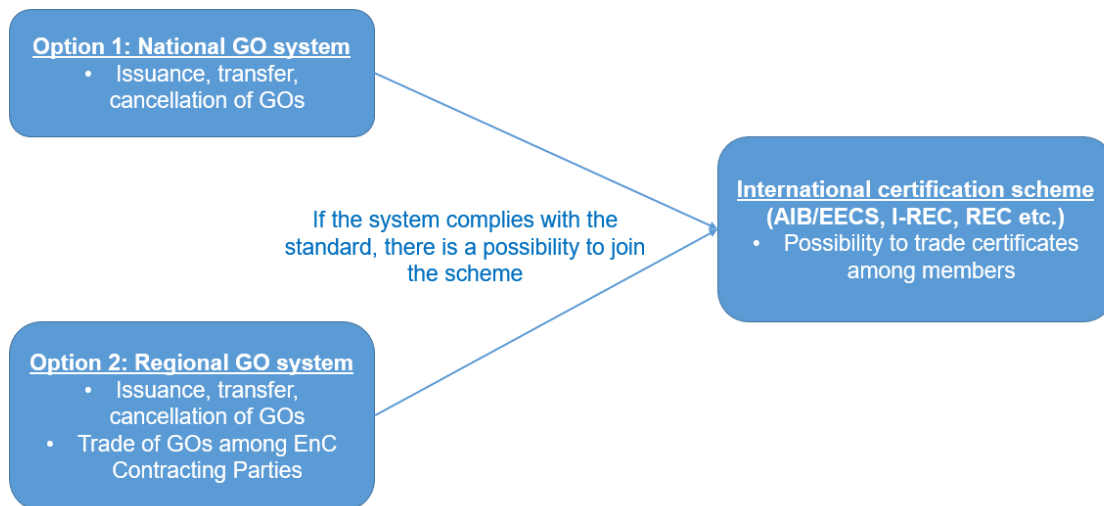 Option 1: National GO system
• Issuance, transfer,
cancellation of GOs
International certification scheme
(AIB/EECS, I-REC, REC etc.)
• Possibility to trade certificates
among members
If the system complies with the
standard, there is a possibility to join
the scheme
Option 2: Regional GO system
• Issuance, transfer,
cancellation of GOs
• Trade of GOs among EnC
Contracting Parties